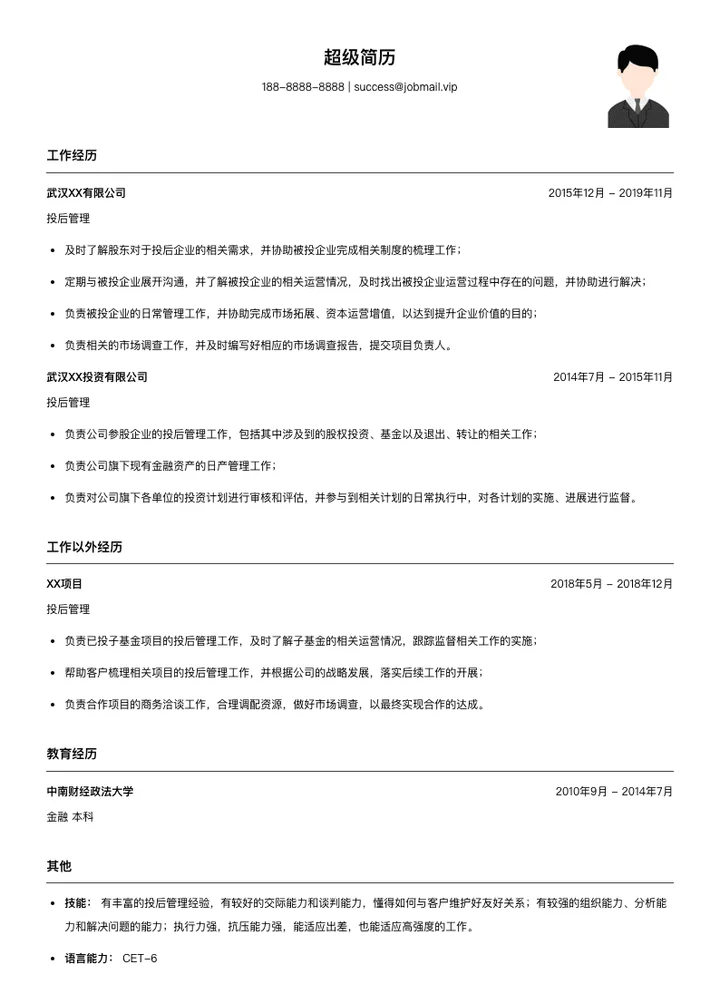 超级简历
188-8888-8888 | success@jobmail.vip
工作经历
武汉XX有限公司 2015年12月 - 2019年11月
投后管理
• 及时了解股东对于投后企业的相关需求，并协助被投企业完成相关制度的梳理工作；
• 定期与被投企业展开沟通，并了解被投企业的相关运营情况，及时找出被投企业运营过程中存在的问题，并协助进行解决；
• 负责被投企业的日常管理工作，并协助完成市场拓展、资本运营增值，以达到提升企业价值的目的；
• 负责相关的市场调查工作，并及时编写好相应的市场调查报告，提交项目负责人。
武汉XX投资有限公司 2014年7月 - 2015年11月
投后管理
• 负责公司参股企业的投后管理工作，包括其中涉及到的股权投资、基金以及退出、转让的相关工作；
• 负责公司旗下现有金融资产的日产管理工作；
• 负责对公司旗下各单位的投资计划进行审核和评估，并参与到相关计划的日常执行中，对各计划的实施、进展进行监督。
工作以外经历
XX项目 2018年5月 - 2018年12月
投后管理
• 负责已投子基金项目的投后管理工作，及时了解子基金的相关运营情况，跟踪监督相关工作的实施；
• 帮助客户梳理相关项目的投后管理工作，并根据公司的战略发展，落实后续工作的开展；
• 负责合作项目的商务洽谈工作，合理调配资源，做好市场调查，以最终实现合作的达成。
教育经历
中南财经政法大学 2010年9月 - 2014年7月
金融 本科
其他
• 技能： 有丰富的投后管理经验，有较好的交际能力和谈判能力，懂得如何与客户维护好友好关系；有较强的组织能力、分析能
力和解决问题的能力；执行力强，抗压能力强，能适应出差，也能适应高强度的工作。
• 语言能力： CET-6